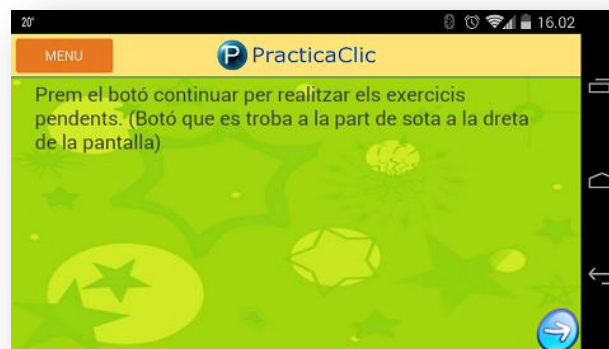 20°
16.02
MENU
P PracticaClic
Prem el botó continuar per realitzar els exercicis
pendents. (Botó que es troba a la part de sota a la dreta
de la pantalla)